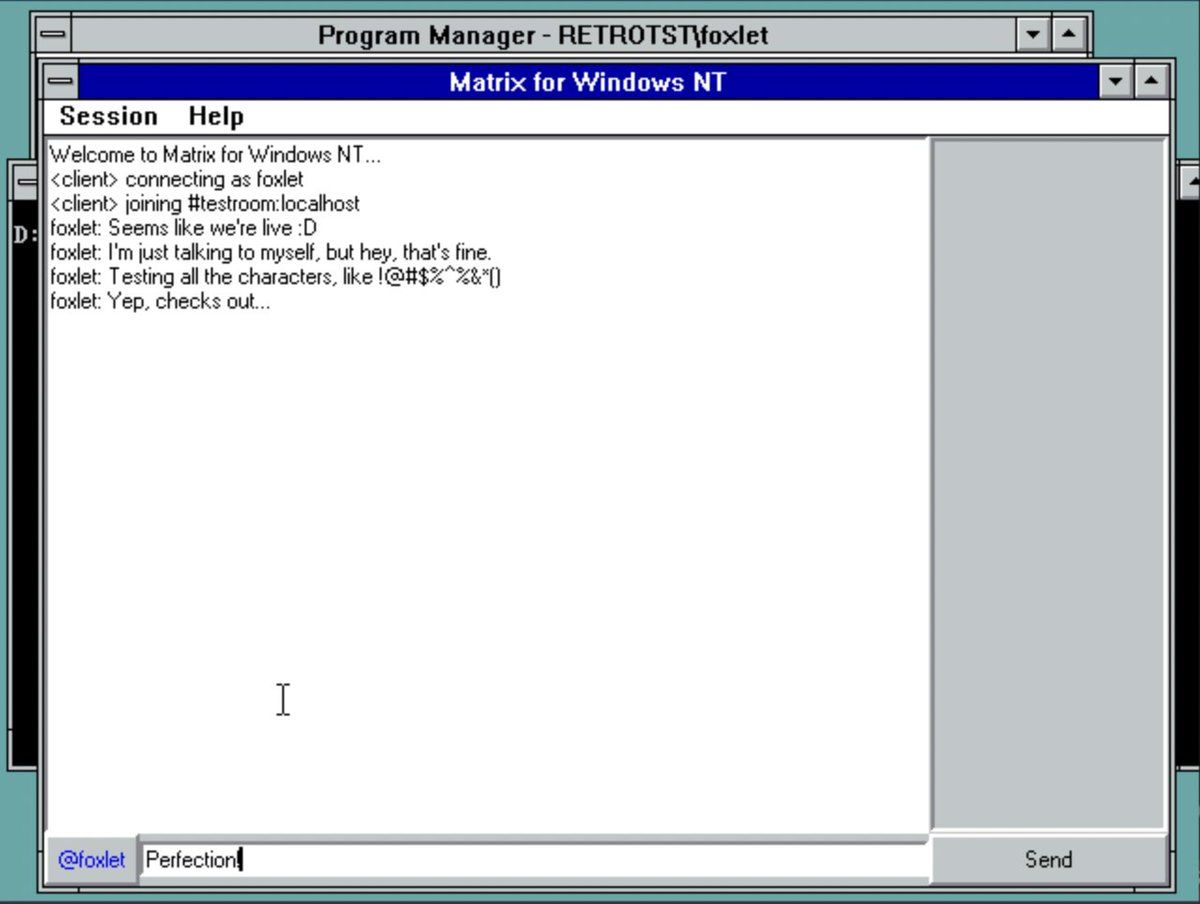 Program Manager - RETROTST\foxlet
Matrix for Windows NT
Session Help
Welcome to Matrix for Windows NT...
<client> connecting as foxlet
<client> joining #testroom:localhost
foxlet: Seems like we're live :D
foxlet: I'm just talking to myself, but hey, that's fine.
foxlet: Testing all the characters, like !@#$%^%&*()
foxlet: Yep, checks out...
D:
@foxlet Perfection!
Send